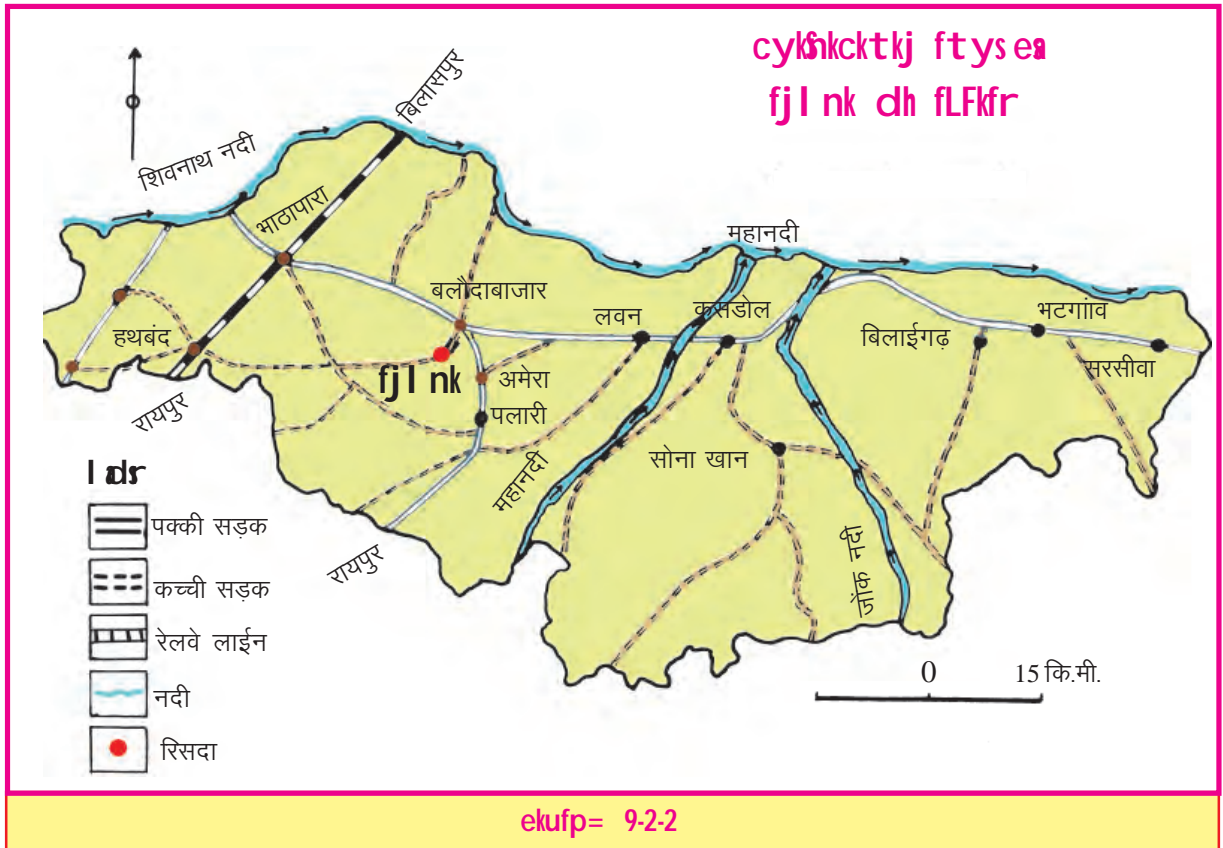 cykSnkcktkj ftys esa
fjlnk dh fLFkfr
बिलासपुर
शिवनाथ नदी
भाठापारा
महानदी
बलौदाबाजार
लवन
कसडोल
भटगांाव
हथबंद
बिलाईगढ़
सरसीवा
fjlnk
अमेरा
पलारी
रायपुर
महानदी
सोना खान
रायपुर
जोंक नदी
ladsr
पक्की सड़क
कच्ची सड़क
रेलवे लाईन
नदी
रिसदा
0 15 कि.मी.
ekufp= 9-2-2